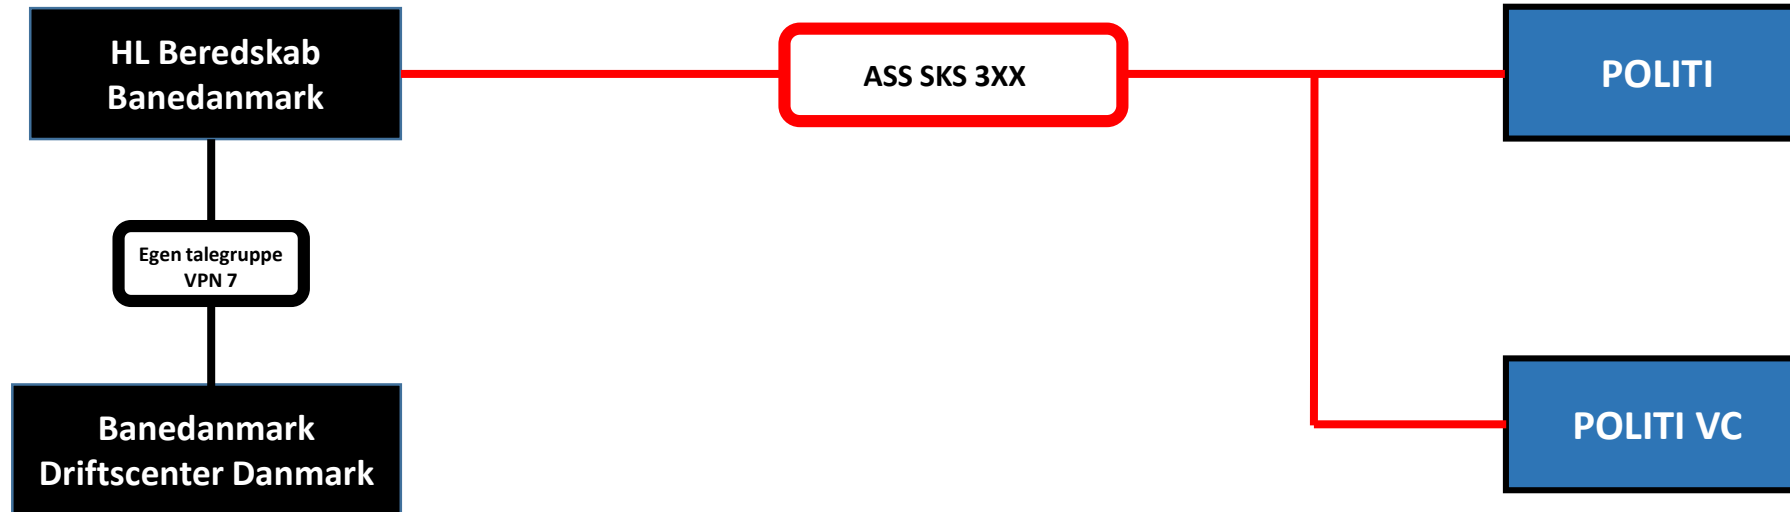 HL Beredskab
Banedanmark
ASS SKS 3XX
POLITI
Egen talegruppe
VPN 7
Banedanmark
Driftscenter Danmark
POLITI VC